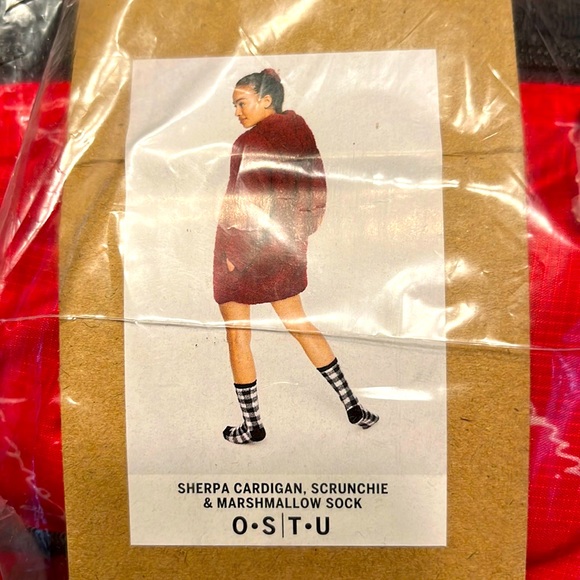 SHERPA CARDIGAN, SCRUNCHIE
& MARSHMALLOW SOCK
O•S|T•U